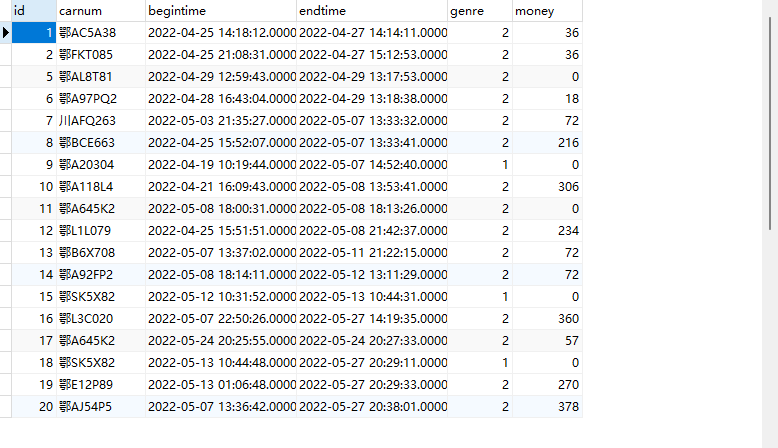 id carnum begintime endtime genre money
1 鄂AC5A38 2022-04-25 14:18:12.0000 2022-04-27 14:14:11.0000 2 36
2 鄂FKT085 2022-04-25 21:08:31.0000 2022-04-27 15:12:53.0000 2 36
5 鄂AL8T81 2022-04-29 12:59:43.0000 2022-04-29 13:17:53.0000 2 0
6 鄂A97PQ2 2022-04-28 16:43:04.0000 2022-04-29 13:18:38.0000 2 18
7 川AFQ263 2022-05-03 21:35:27.0000 2022-05-07 13:33:32.0000 2 72
8 鄂BCE663 2022-04-25 15:52:07.0000 2022-05-07 13:33:41.0000 2 216
9 鄂A20304 2022-04-19 10:19:44.0000 2022-05-07 14:52:40.0000 1 0
10 鄂A118L4 2022-04-21 16:09:43.0000 2022-05-08 13:53:41.0000 2 306
11 鄂A645K2 2022-05-08 18:00:31.0000 2022-05-08 18:13:26.0000 2 0
12 鄂L1L079 2022-04-25 15:51:51.0000 2022-05-08 21:42:37.0000 2 234
13 鄂B6X708 2022-05-07 13:37:02.0000 2022-05-11 21:22:15.0000 2 72
14 鄂A92FP2 2022-05-08 18:14:11.0000 2022-05-12 13:11:29.0000 2 72
15 鄂SK5X82 2022-05-12 10:31:52.0000 2022-05-13 10:44:31.0000 1 0
16 鄂L3C020 2022-05-07 22:50:26.0000 2022-05-27 14:19:35.0000 2 360
17 鄂A645K2 2022-05-24 20:25:55.0000 2022-05-24 20:27:33.0000 2 57
18 鄂SK5X82 2022-05-13 10:44:48.0000 2022-05-27 20:29:11.0000 1 0
19 鄂E12P89 2022-05-13 01:06:48.0000 2022-05-27 20:29:33.0000 2 270
20 鄂AJ54P5 2022-05-07 13:36:42.0000 2022-05-27 20:38:01.0000 2 378